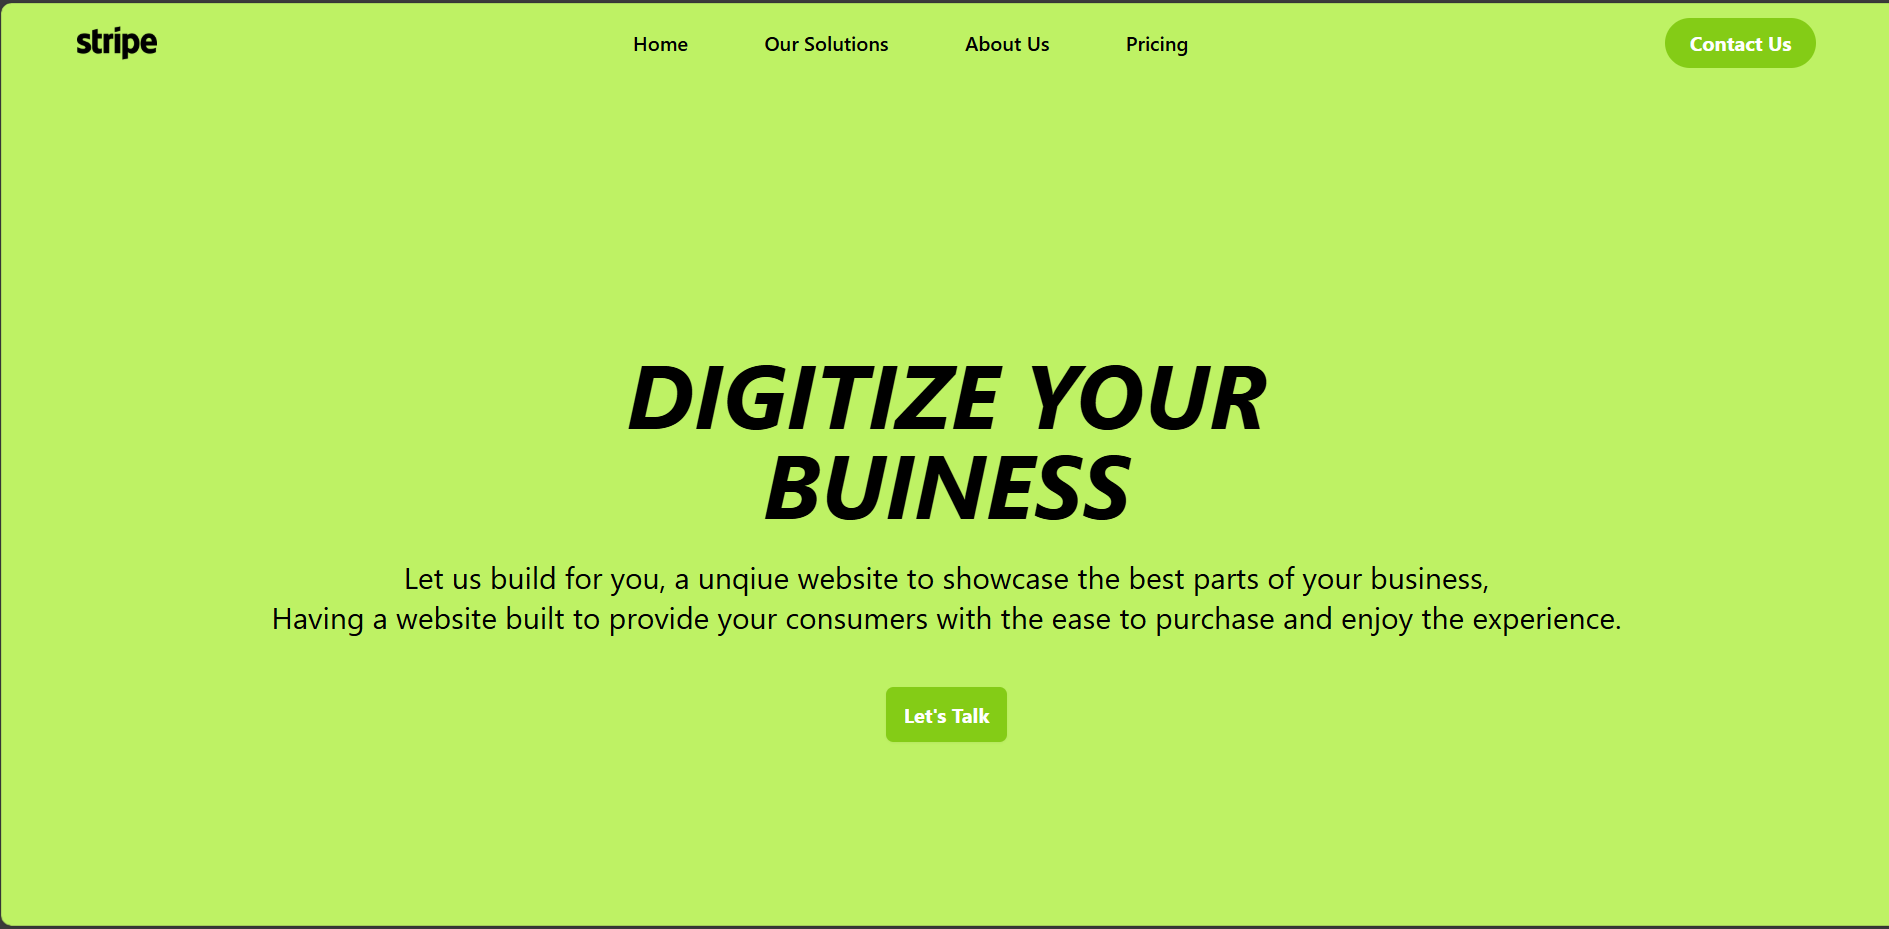 stripe
Home
Our Solutions
About Us
Pricing
Contact Us
DIGITIZE YOUR
BUINESS
Let us build for you, a unqiue website to showcase the best parts of your business,
Having a website built to provide your consumers with the ease to purchase and enjoy the experience.
Let's Talk